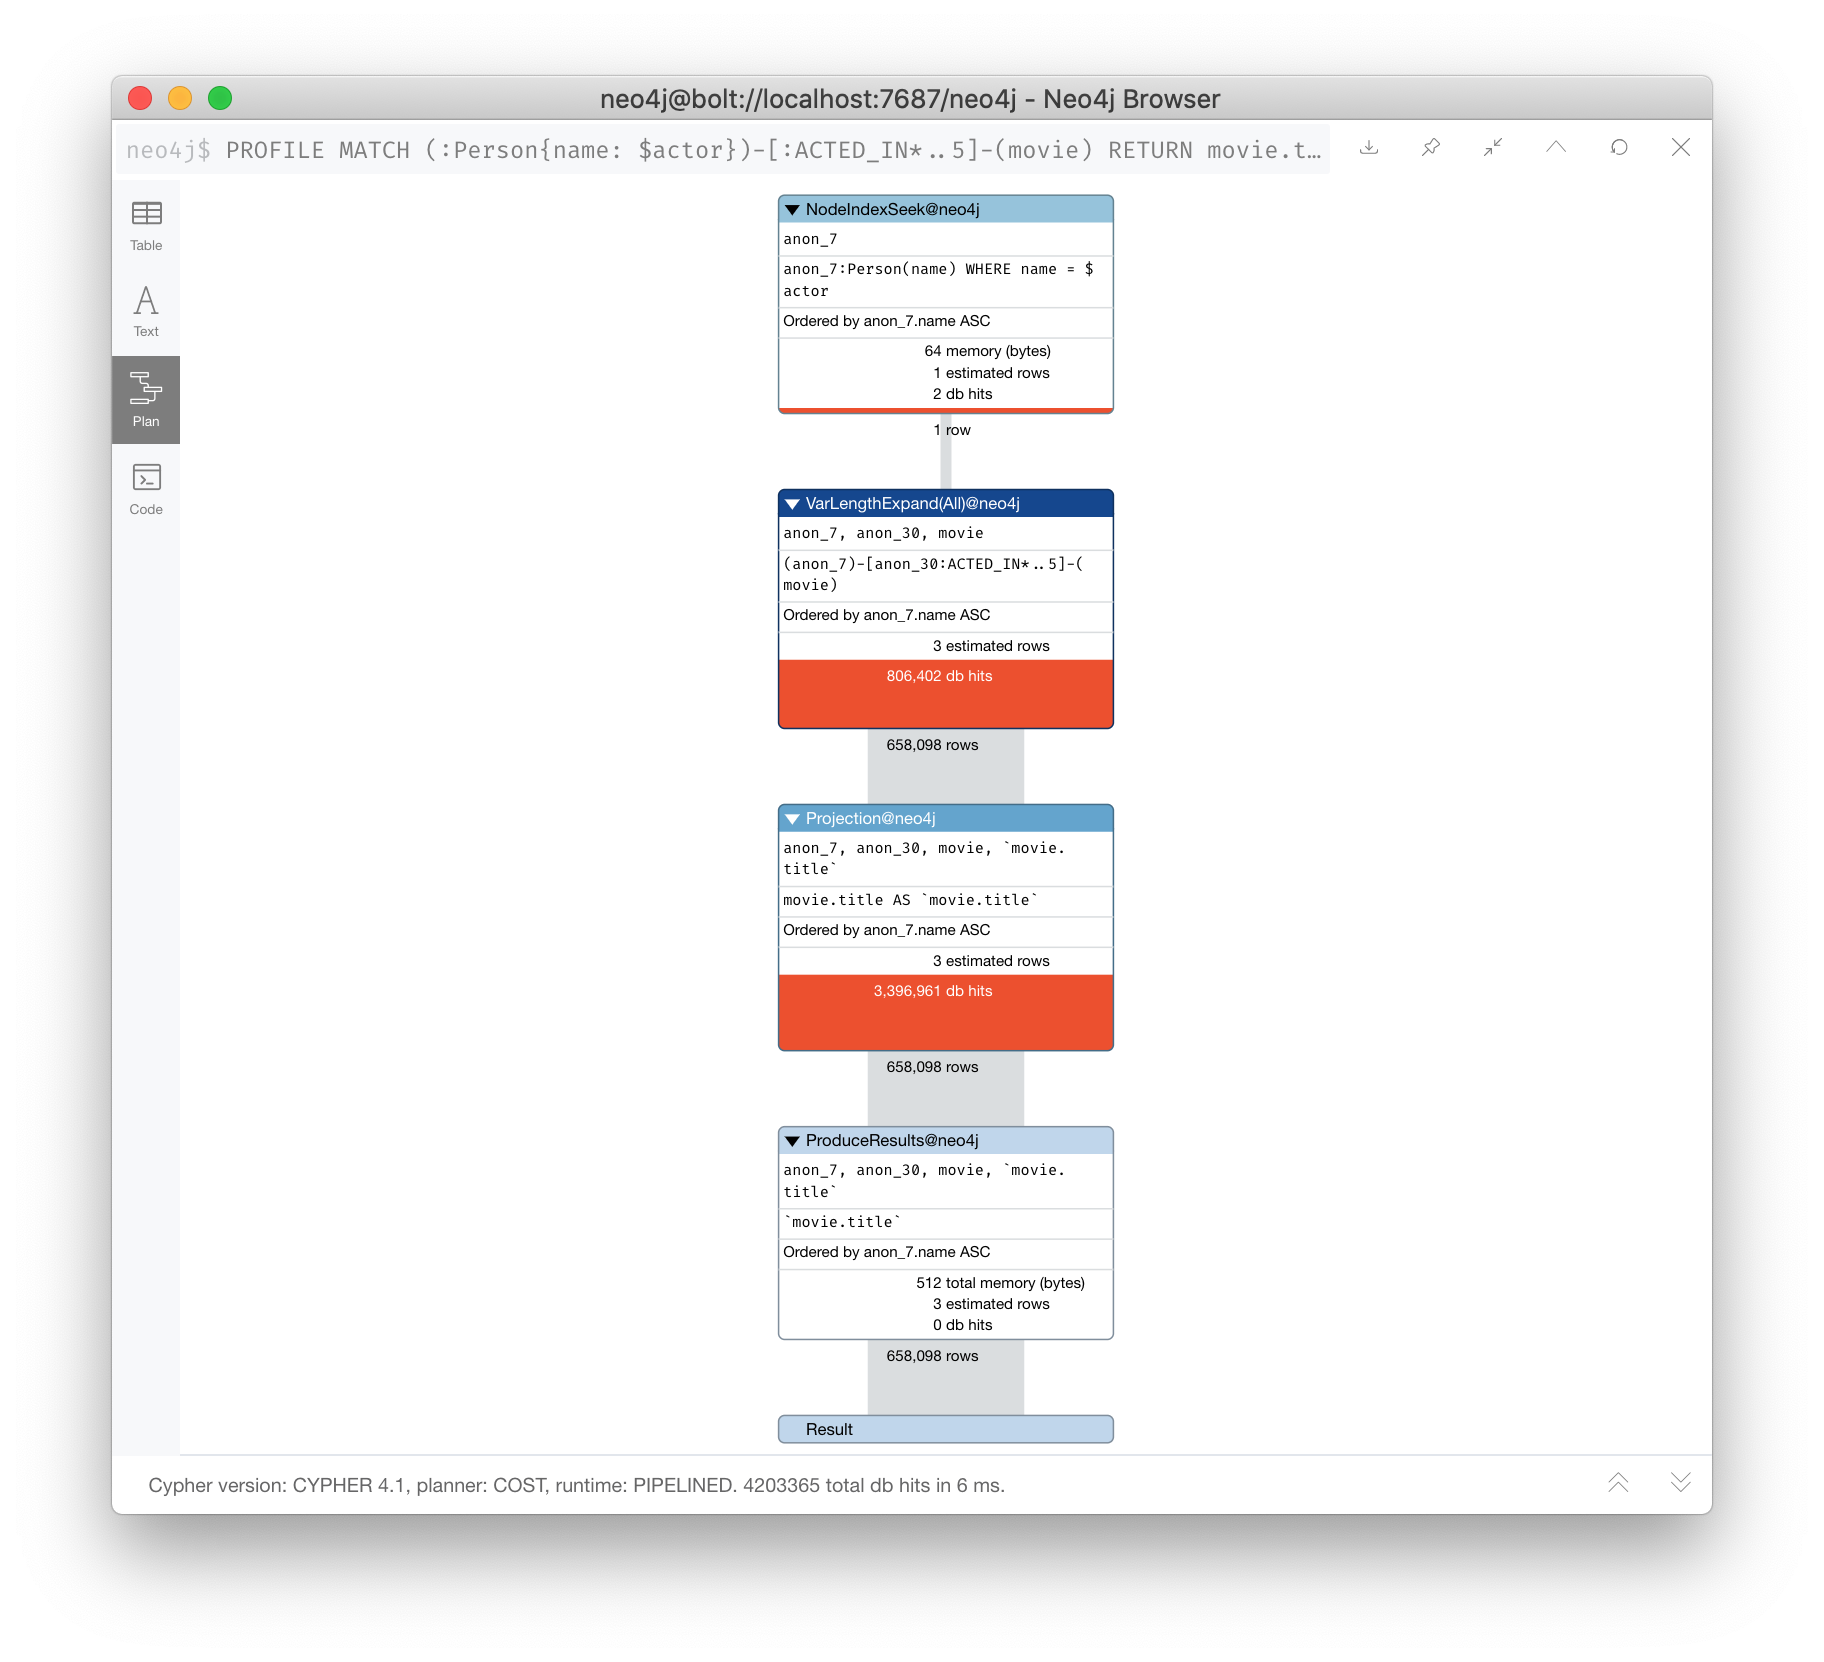 neo4j@bolt://localhost:7687/neo4j - Neo4j Browser
neo4j$ PROFILE MATCH (:Person{name: $actor})-[:ACTED_IN*..5]-(movie) RETURN movie.t…
Table
Text
Plan
Code
NodeIndexSeek@neo4j
anon_7
anon_7:Person(name) WHERE name = $
actor
Ordered by anon_7.name ASC
64 memory (bytes)
1 estimated rows
2 db hits
1 row
VarLengthExpand(All)@neo4j
anon_7, anon_30, movie
(anon_7)-[anon_30:ACTED_IN*..5]-(
movie)
Ordered by anon_7.name ASC
3 estimated rows
806,402 db hits
658,098 rows
Projection@neo4j
anon_7, anon_30, movie, `movie.
title`
movie.title AS `movie.title`
Ordered by anon_7.name ASC
3 estimated rows
3,396,961 db hits
658,098 rows
ProduceResults@neo4j
anon_7, anon_30, movie, `movie.
title`
`movie.title`
Ordered by anon_7.name ASC
512 total memory (bytes)
3 estimated rows
0 db hits
658,098 rows
Result
Cypher version: CYPHER 4.1, planner: COST, runtime: PIPELINED. 4203365 total db hits in 6 ms.